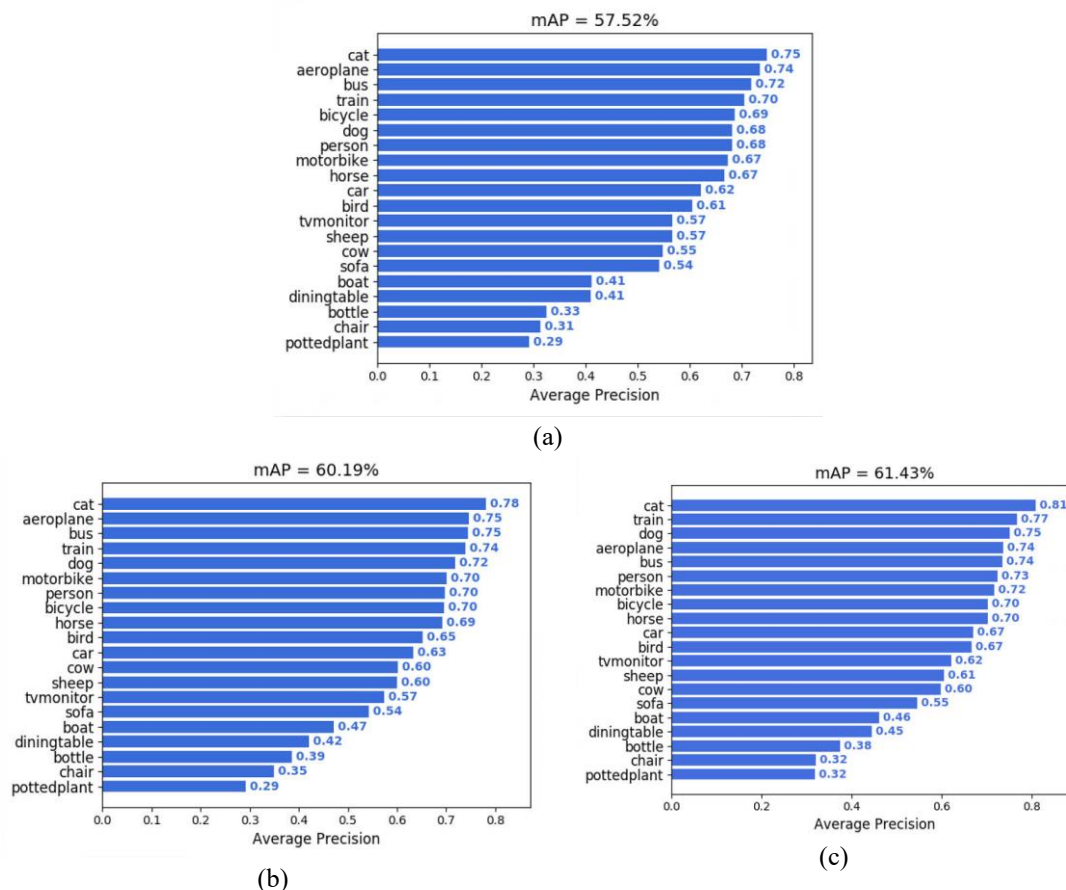 mAP = 57.52%
cat 0.75
aeroplane 0.74
bus 0.72
train 0.70
bicycle 0.69
dog 0.68
person 0.68
motorbike 0.67
horse 0.67
car 0.62
bird 0.61
tvmonitor 0.57
sheep 0.57
cow 0.55
sofa 0.54
boat 0.41
diningtable 0.41
bottle 0.33
chair 0.31
pottedplant 0.29
0.0 0.1 0.2 0.3 0.4 0.5 0.6 0.7 0.8
Average Precision
(a)
mAP = 60.19%
cat 0.78
aeroplane 0.75
bus 0.75
train 0.74
dog 0.72
motorbike 0.70
person 0.70
bicycle 0.70
horse 0.69
bird 0.65
car 0.63
cow 0.60
sheep 0.60
tvmonitor 0.57
sofa 0.54
boat 0.47
diningtable 0.42
bottle 0.39
chair 0.35
pottedplant 0.29
0.0 0.1 0.2 0.3 0.4 0.5 0.6 0.7 0.8
Average Precision
(b)
mAP = 61.43%
cat 0.81
train 0.77
dog 0.75
aeroplane 0.74
bus 0.74
person 0.73
motorbike 0.72
bicycle 0.70
horse 0.70
car 0.67
bird 0.67
tvmonitor 0.62
sheep 0.61
cow 0.60
sofa 0.55
boat 0.46
diningtable 0.45
bottle 0.38
chair 0.32
pottedplant 0.32
0.0 0.2 0.4 0.6 0.8
Average Precision
(c)